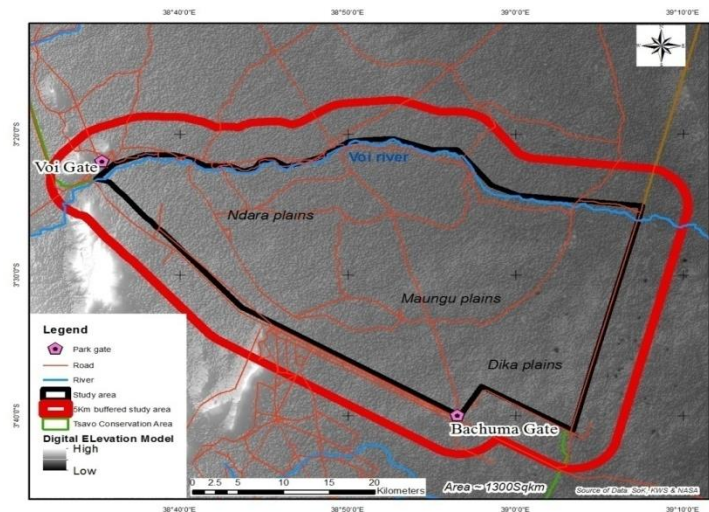 38°40'0"E 38°50'0"E 39°0'0"E 39°10'0"E
3°20'0"S
3°30'0"S
3°40'0"S
Voi Gate
Voi river
Ndara plains
Maungu plains
Dika plains
Bachuma Gate
Legend
Park gate
Road
River
Study area
5Km buffered study area
Tsavo Conservation Area
Digital ELevation Model
High
Low
0 2.5 5 10 15 20
Kilometers
Area ~ 1300Sqkm
Source of Data: SoK, KWS & NASA
38°40'0"E 38°50'0"E 39°0'0"E 39°10'0"E